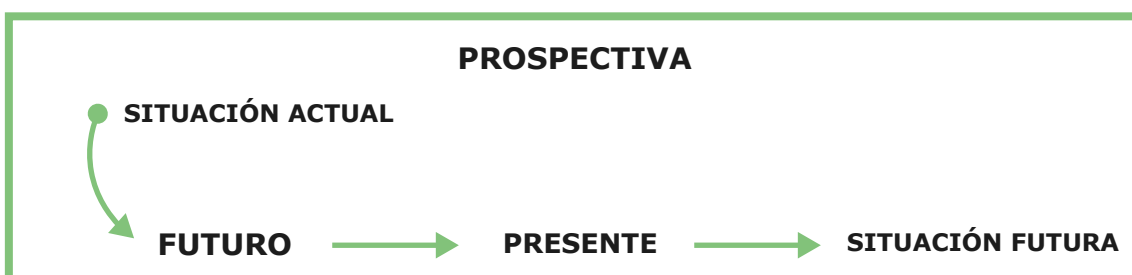 PROSPECTIVA
SITUACIÓN ACTUAL
FUTURO PRESENTE SITUACIÓN FUTURA